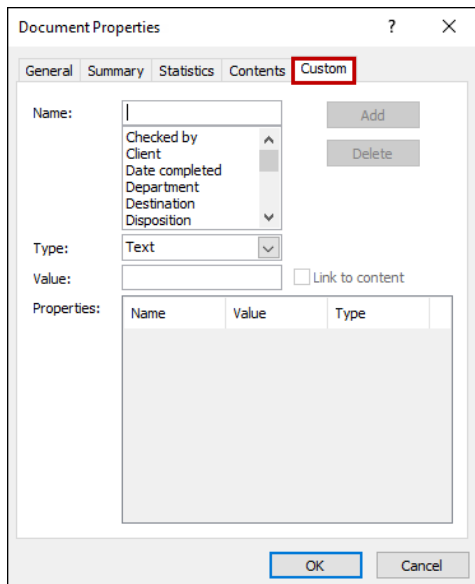 Document Properties
? ×
General Summary Statistics Contents Custom
Name:
Add
Checked by
Client
Date completed
Department
Destination
Disposition
Delete
Type: Text
Value:
Link to content
Properties:
Name Value Type
OK Cancel